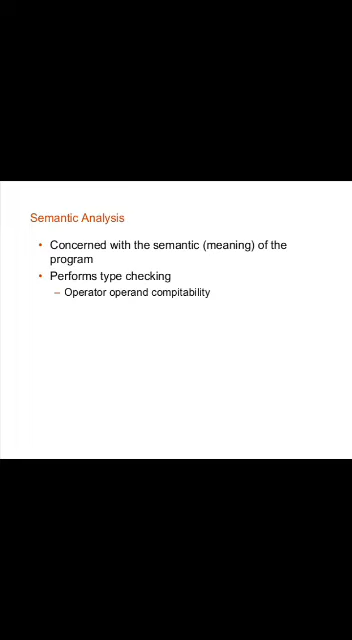 Semantic Analysis
• Concerned with the semantic (meaning) of the
program
• Performs type checking
– Operator operand compitability